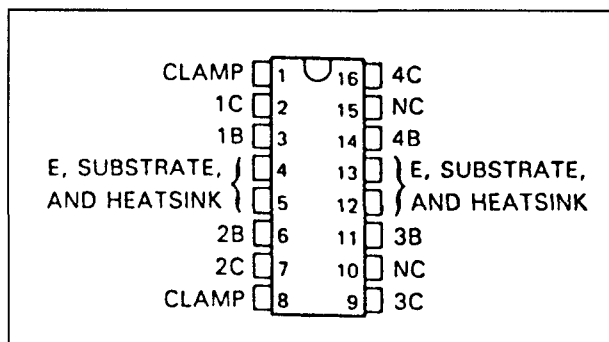 CLAMP 1 16 4C
1C 2 15 NC
1B 3 14 4B
E, SUBSTRATE, 4 13 E, SUBSTRATE,
AND HEATSINK 5 12 AND HEATSINK
2B 6 11 3B
2C 7 10 NC
CLAMP 8 9 3C